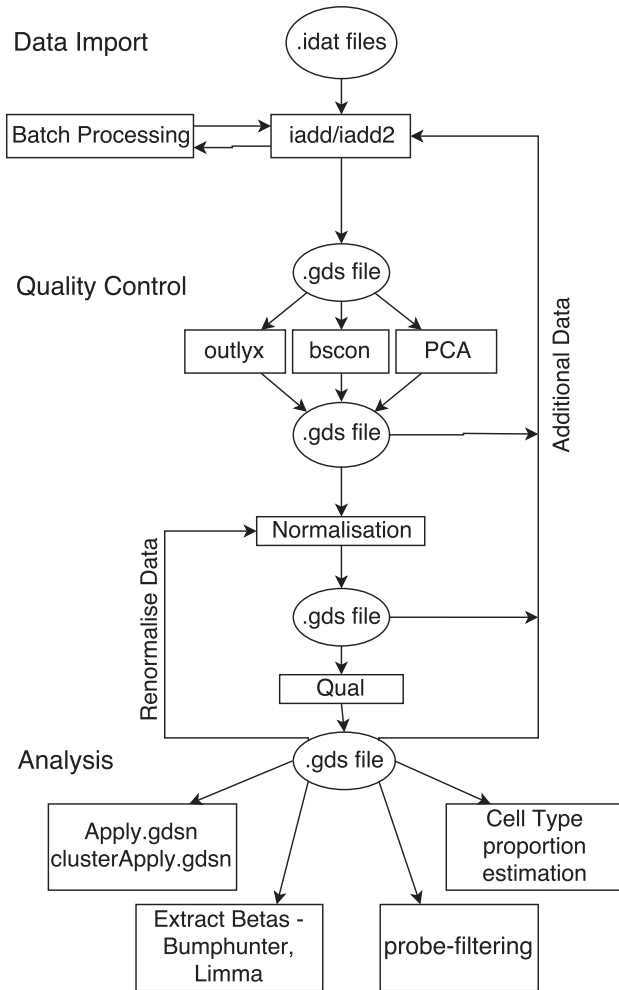 Data Import
.idat files
Batch Processing
iadd/iadd2
.gds file
Quality Control
outlyx
bscon
PCA
.gds file
Additional Data
Normalisation
Renormalise Data
.gds file
Qual
Analysis
.gds file
Apply.gdsn
clusterApply.gdsn
Cell Type
proportion
estimation
Extract Betas -
Bumphunter,
Limma
probe-filtering